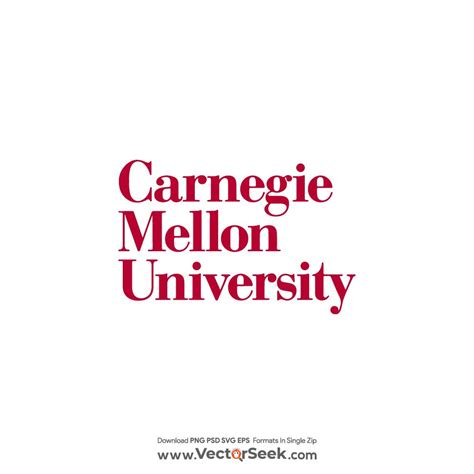 Carnegie
Mellon
University
Download PNG PSD SVG EPS Formats In Single Zip
www.VectorSeek.com